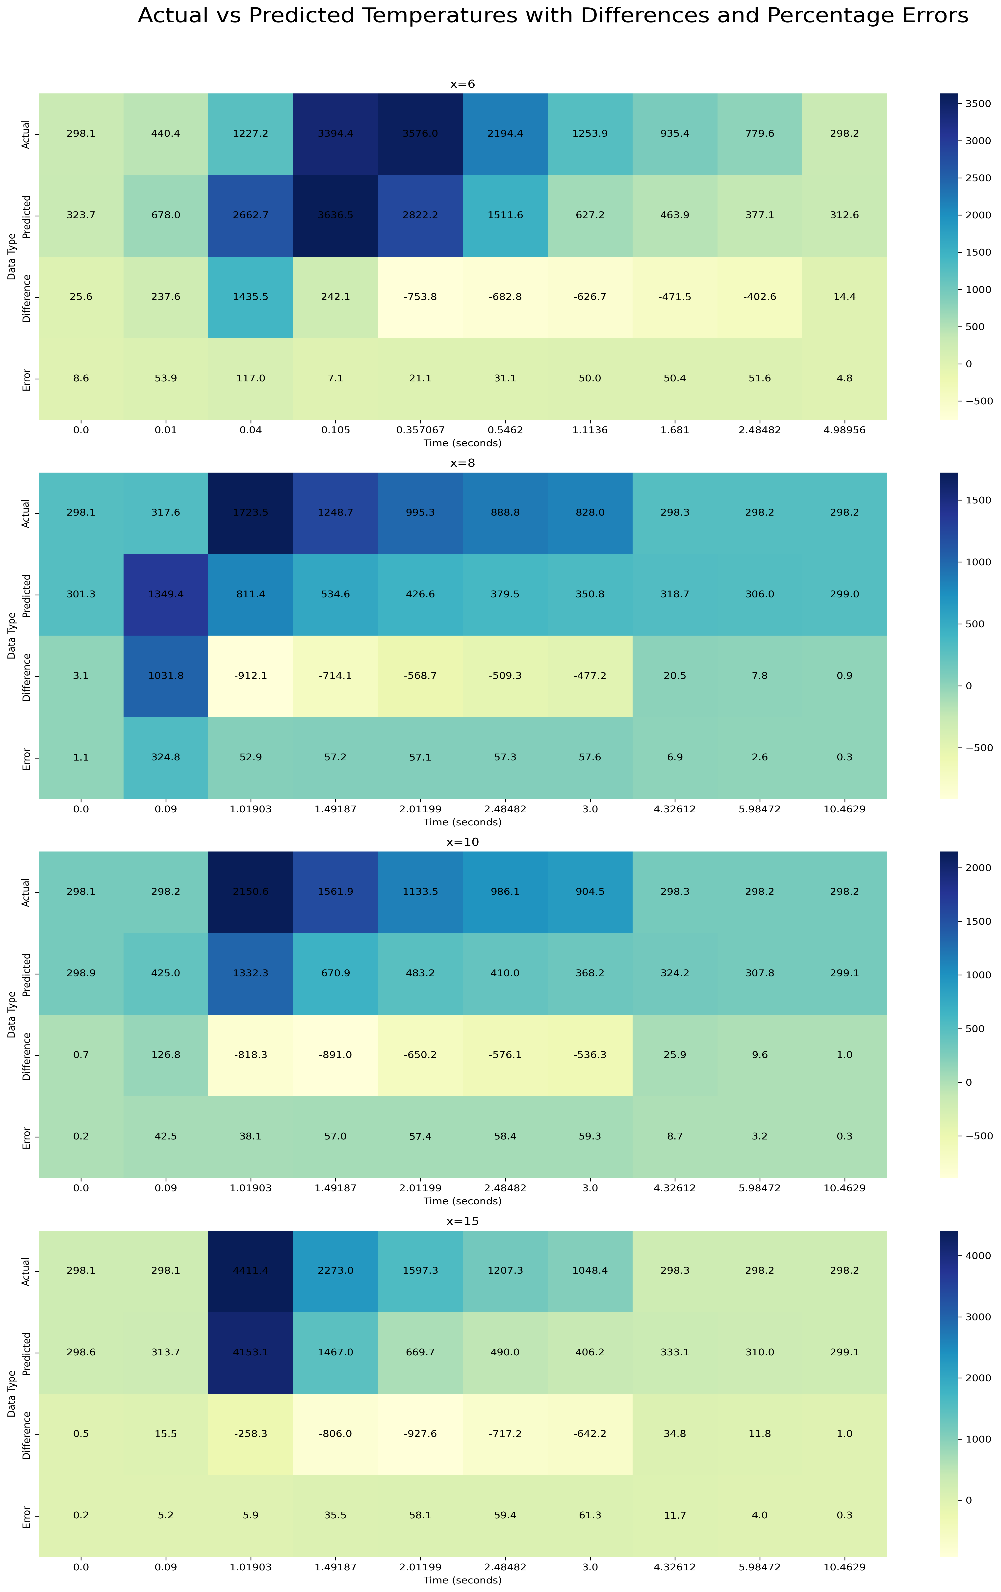 Actual vs Predicted Temperatures with Differences and Percentage Errors
x=6
Actual 298.1 440.4 1227.2 3394.4 3576.0 2194.4 1253.9 935.4 779.6 298.2
Predicted 323.7 678.0 2662.7 3636.5 2822.2 1511.6 627.2 463.9 377.1 312.6
Data Type
Difference 25.6 237.6 1435.5 242.1 -753.8 -682.8 -626.7 -471.5 -402.6 14.4
Error 8.6 53.9 117.0 7.1 21.1 31.1 50.0 50.4 51.6 4.8
0.0 0.01 0.04 0.105 0.357067 0.5462 1.1136 1.681 2.48482 4.98956
Time (seconds)
3500
3000
2500
2000
1500
1000
500
0
−500
x=8
Actual 298.1 317.6 1723.5 1248.7 995.3 888.8 828.0 298.3 298.2 298.2
Predicted 301.3 1349.4 811.4 534.6 426.6 379.5 350.8 318.7 306.0 299.0
Data Type
Difference 3.1 1031.8 -912.1 -714.1 -568.7 -509.3 -477.2 20.5 7.8 0.9
Error 1.1 324.8 52.9 57.2 57.1 57.3 57.6 6.9 2.6 0.3
0.0 0.09 1.01903 1.49187 2.01199 2.48482 3.0 4.32612 5.98472 10.4629
Time (seconds)
1500
1000
500
0
−500
x=10
Actual 298.1 298.2 2150.6 1561.9 1133.5 986.1 904.5 298.3 298.2 298.2
Predicted 298.9 425.0 1332.3 670.9 483.2 410.0 368.2 324.2 307.8 299.1
Data Type
Difference 0.7 126.8 -818.3 -891.0 -650.2 -576.1 -536.3 25.9 9.6 1.0
Error 0.2 42.5 38.1 57.0 57.4 58.4 59.3 8.7 3.2 0.3
0.0 0.09 1.01903 1.49187 2.01199 2.48482 3.0 4.32612 5.98472 10.4629
Time (seconds)
2000
1500
1000
500
0
−500
x=15
Actual 298.1 298.1 4411.4 2273.0 1597.3 1207.3 1048.4 298.3 298.2 298.2
Predicted 298.6 313.7 4153.1 1467.0 669.7 490.0 406.2 333.1 310.0 299.1
Data Type
Difference 0.5 15.5 -258.3 -806.0 -927.6 -717.2 -642.2 34.8 11.8 1.0
Error 0.2 5.2 5.9 35.5 58.1 59.4 61.3 11.7 4.0 0.3
0.0 0.09 1.01903 1.49187 2.01199 2.48482 3.0 4.32612 5.98472 10.4629
Time (seconds)
4000
3000
2000
1000
0